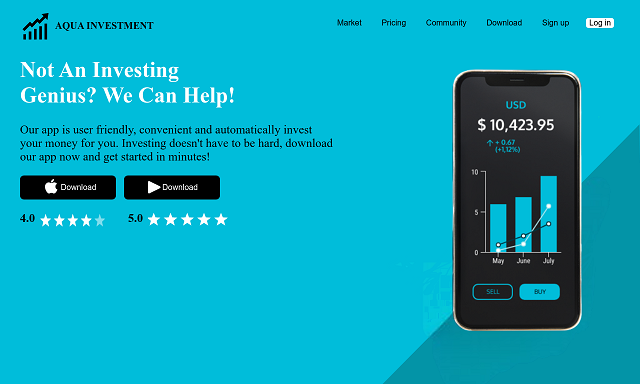 AQUA INVESTMENT
Market Pricing Community Download Sign up Log in
Not An Investing
Genius? We Can Help!
Our app is user friendly, convenient and automatically invest
your money for you. Investing doesn't have to be hard, download
our app now and get started in minutes!
Download Download
4.0 5.0
USD
$ 10,423.95
+ 0.67
(+1,12%)
10
5
0
May June July
SELL BUY